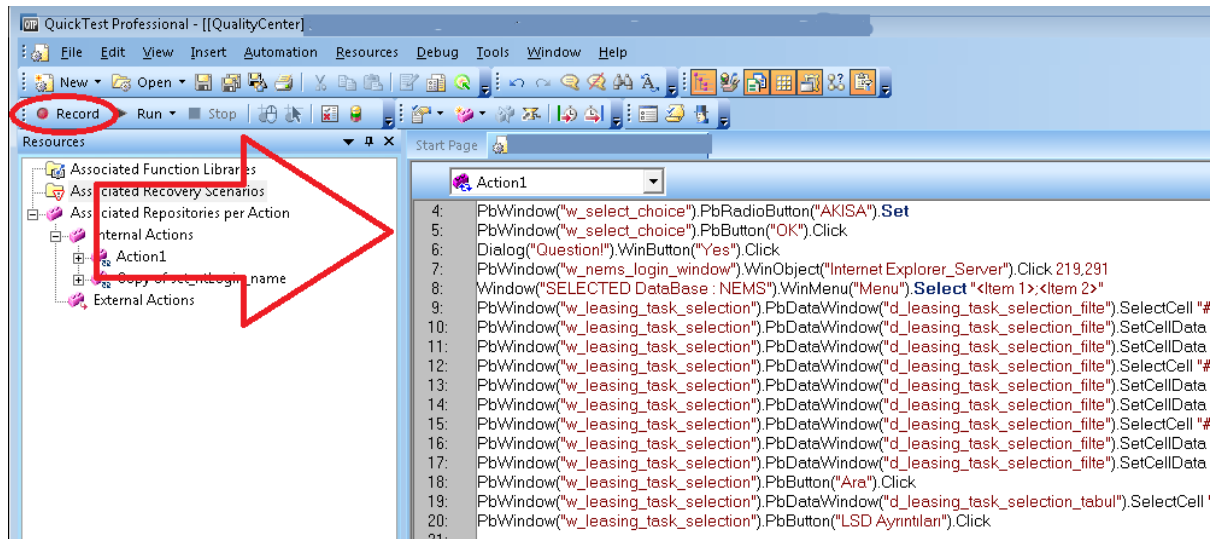 QuickTest Professional - [[QualityCenter]
File Edit View Insert Automation Resources Debug Tools Window Help
New Open
Record Run Stop
Resources
Start Page
Associated Function Libraries
Associated Recovery Scenarios
Associated Repositories per Action
Internal Actions
Action1
Copy of
name
External Actions
Action1
4: PbWindow("w_select_choice").PbRadioButton("AKISA").Set
5: PbWindow("w_select_choice").PbButton("OK").Click
6: Dialog("Question!").WinButton("Yes").Click
7: PbWindow("w_nems_login_window").WinObject("Internet Explorer_Server").Click 219,291
8: Window("SELECTED DataBase : NEMS").WinMenu("Menu").Select "<Item 1>;<Item 2>"
9: PbWindow("w_leasing_task_selection").PbDataWindow("d_leasing_task_selection_filte").SelectCell "#
10: PbWindow("w_leasing_task_selection").PbDataWindow("d_leasing_task_selection_filte").SetCellData
11: PbWindow("w_leasing_task_selection").PbDataWindow("d_leasing_task_selection_filte").SetCellData
12: PbWindow("w_leasing_task_selection").PbDataWindow("d_leasing_task_selection_filte").SelectCell "#
13: PbWindow("w_leasing_task_selection").PbDataWindow("d_leasing_task_selection_filte").SetCellData
14: PbWindow("w_leasing_task_selection").PbDataWindow("d_leasing_task_selection_filte").SetCellData
15: PbWindow("w_leasing_task_selection").PbDataWindow("d_leasing_task_selection_filte").SelectCell "#
16: PbWindow("w_leasing_task_selection").PbDataWindow("d_leasing_task_selection_filte").SetCellData
17: PbWindow("w_leasing_task_selection").PbDataWindow("d_leasing_task_selection_filte").SetCellData
18: PbWindow("w_leasing_task_selection").PbButton("Ara").Click
19: PbWindow("w_leasing_task_selection").PbDataWindow("d_leasing_task_selection_tabul").SelectCell "
20: PbWindow("w_leasing_task_selection").PbButton("LSD Ayrıntıları").Click